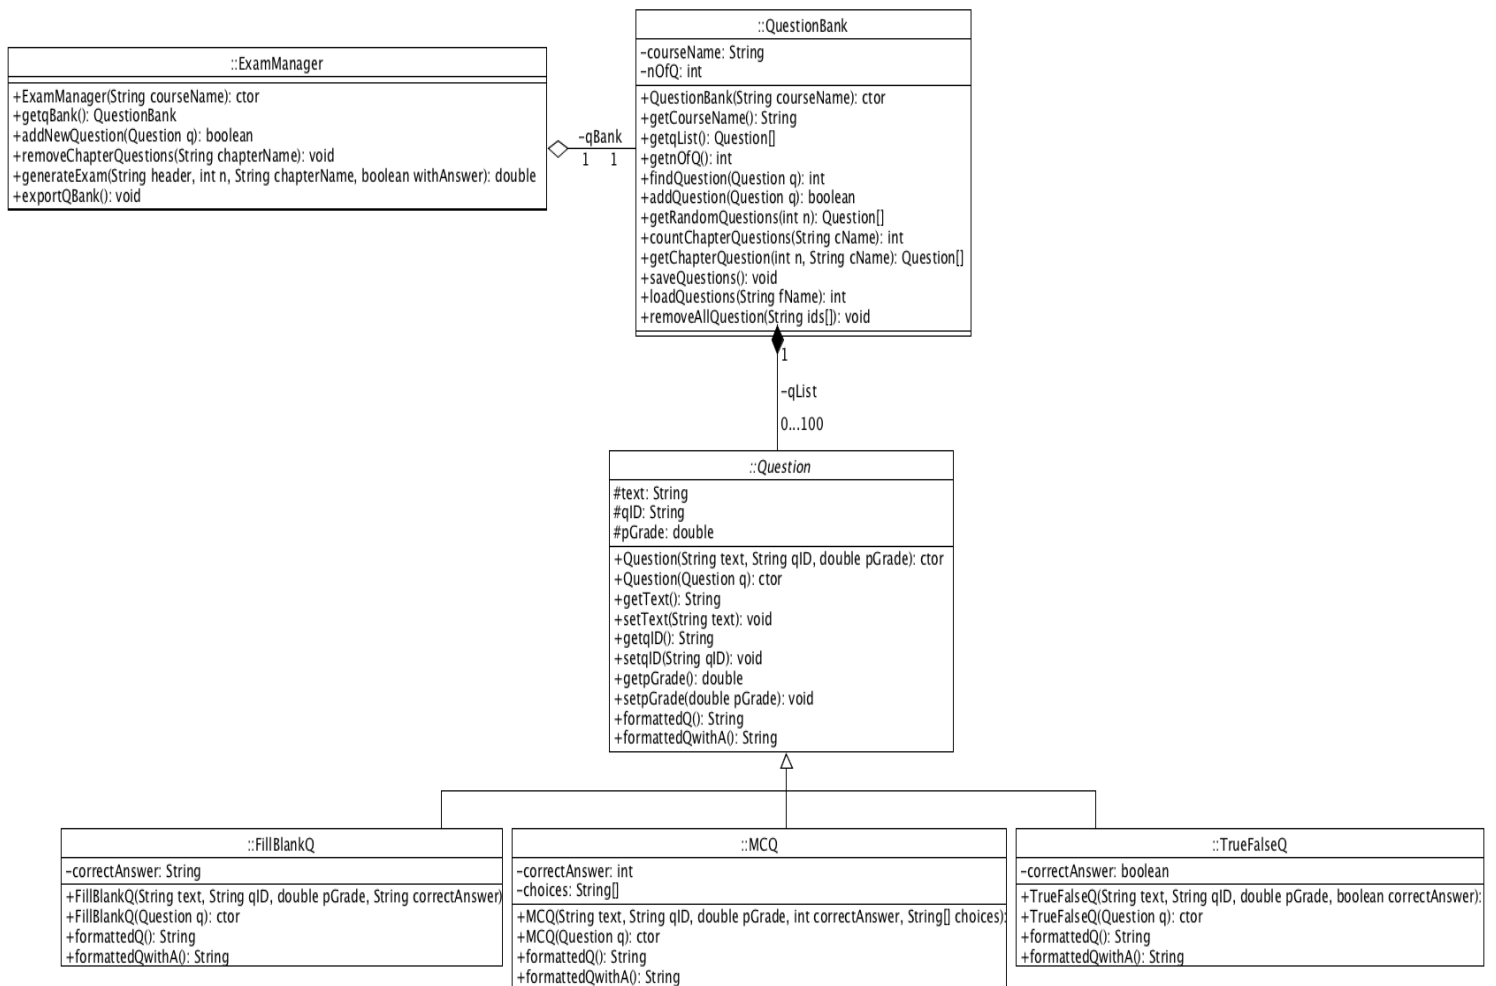 ::QuestionBank
-courseName: String
-nOfQ: int
+QuestionBank(String courseName): ctor
+getCourseName(): String
+getqList(): Question[]
+getnOfQ(): int
+findQuestion(Question q): int
+addQuestion(Question q): boolean
+getRandomQuestions(int n): Question[]
+countChapterQuestions(String cName): int
+getChapterQuestion(int n, String cName): Question[]
+saveQuestions(): void
+loadQuestions(String fName): int
+removeAllQuestion(String ids[]): void
::ExamManager
+ExamManager(String courseName): ctor
+getqBank(): QuestionBank
+addNewQuestion(Question q): boolean
+removeChapterQuestions(String chapterName): void
+generateExam(String header, int n, String chapterName, boolean withAnswer): double
+exportQBank(): void
-qBank
1 1
1
-qList
0...100
::Question
#text: String
#qID: String
#pGrade: double
+Question(String text, String qID, double pGrade): ctor
+Question(Question q): ctor
+getText(): String
+setText(String text): void
+getqID(): String
+setqID(String qID): void
+getpGrade(): double
+setpGrade(double pGrade): void
+formattedQ(): String
+formattedQwithA(): String
::FillBlankQ
-correctAnswer: String
+FillBlankQ(String text, String qID, double pGrade, String correctAnswer)
+FillBlankQ(Question q): ctor
+formattedQ(): String
+formattedQwithA(): String
::MCQ
-correctAnswer: int
-choices: String[]
+MCQ(String text, String qID, double pGrade, int correctAnswer, String[] choices):
+MCQ(Question q): ctor
+formattedQ(): String
+formattedQwithA(): String
::TrueFalseQ
-correctAnswer: boolean
+TrueFalseQ(String text, String qID, double pGrade, boolean correctAnswer):
+TrueFalseQ(Question q): ctor
+formattedQ(): String
+formattedQwithA(): String